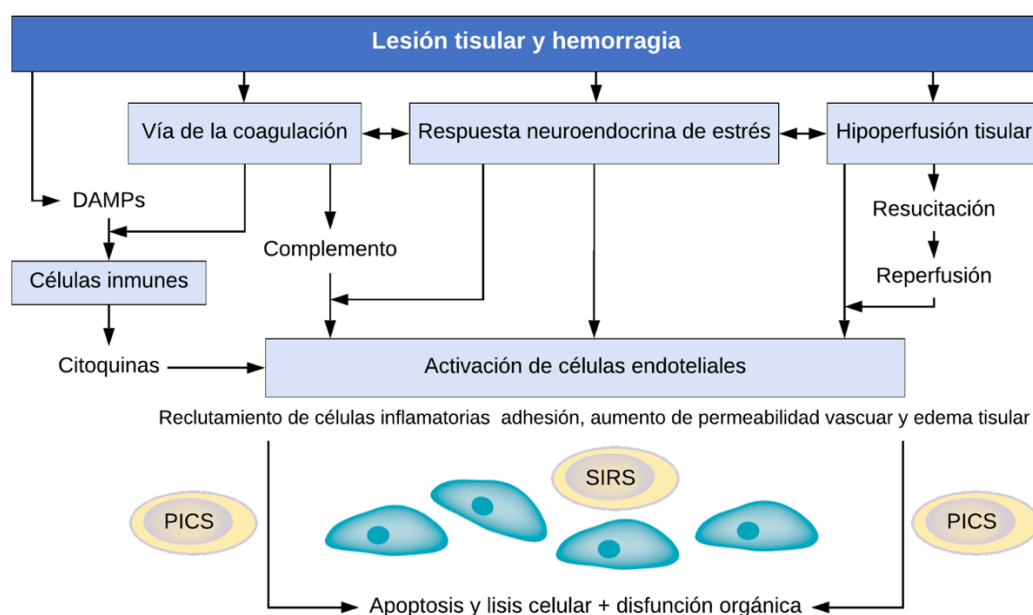 Lesión tisular y hemorragia
Vía de la coagulación
Respuesta neuroendocrina de estrés
Hipoperfusión tisular
DAMPs
Resucitación
Complemento
Células inmunes
Reperfusión
Citoquinas
Activación de células endoteliales
Reclutamiento de células inflamatorias adhesión, aumento de permeabilidad vascuar y edema tisular
SIRS
PICS
PICS
Apoptosis y lisis celular + disfunción orgánica